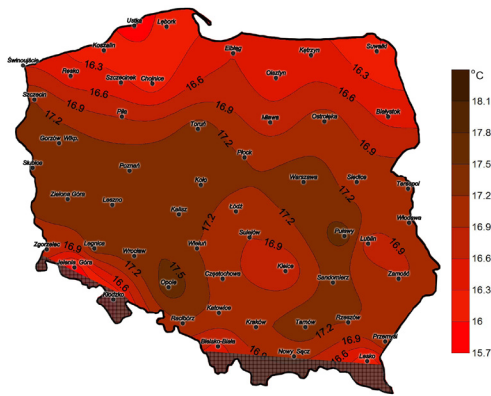 Ustka
Lębork
Koszalin
Elbląg
Kętrzyn
Suwałki
Świnoujście
16.3
16.3
Resko
Szczecinek
Chojnice
Olsztyn
°C
16.6
16.6
Szczecin
16.6
18.1
16.9
Piła
16.9
Mława
Ostrołęka
Białystok
17.8
17.2
Toruń
17.2
Gorzów Wlkp.
16.9
17.5
Płock
Słubice
Poznań
Koło
Warszawa
Siedlce
Terespol
17.2
Zielona Góra
Leszno
Kalisz
Łódź
17.2
17.2
Włodawa
16.9
Puławy
Sulejów
Lublin
Zgorzelec
16.9
Legnica
Wrocław
Wieluń
16.9
16.6
Jelenia Góra
17.2
Kielce
Zamość
16.6
17.5
Częstochowa
Sandomierz
16.3
Kłodzko
Opole
Katowice
16
Racibórz
Kraków
Tarnów
Rzeszów
17.2
Przemyśl
Bielsko-Biała
16.9
Nowy Sącz
16.6
Lesko
15.7